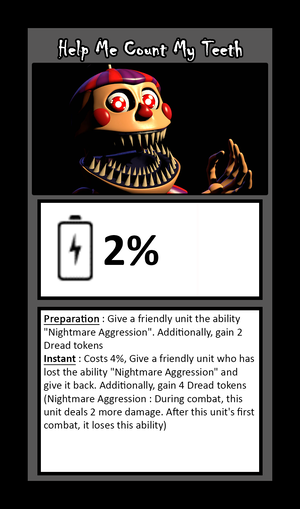 Help Me Count My Teeth
2%
Preparation : Give a friendly unit the ability
"Nightmare Aggression". Additionally, gain 2
Dread tokens
Instant : Costs 4%, Give a friendly unit who has
lost the ability "Nightmare Aggression" and
give it back. Additionally, gain 4 Dread tokens
(Nightmare Aggression : During combat, this
unit deals 2 more damage. After this unit's first
combat, it loses this ability)